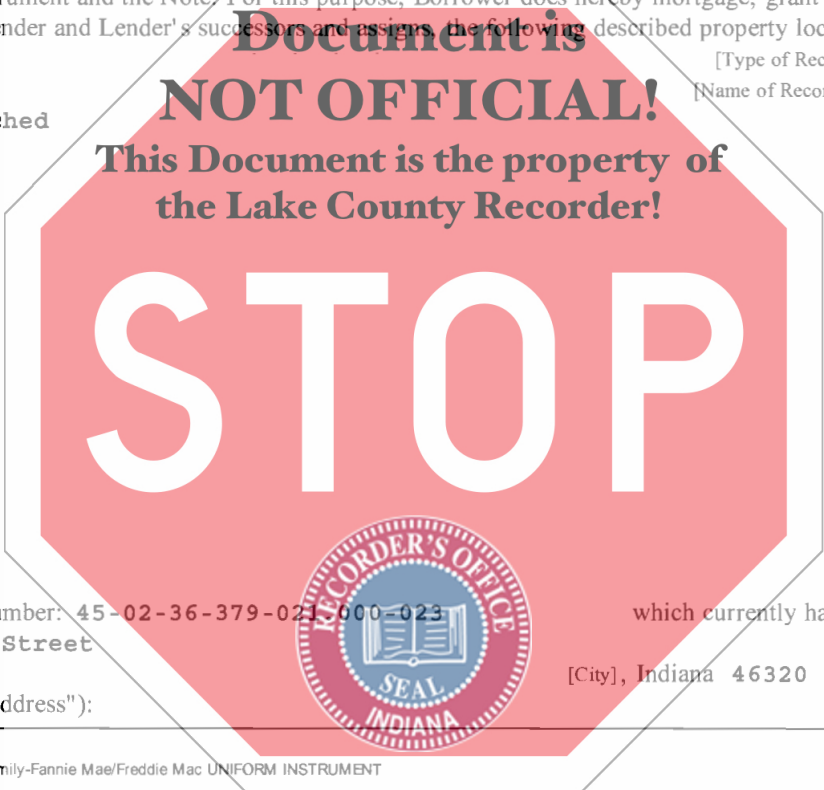 rument and the Note. For this purpose, Borrower does hereby mortgage, grant
nder and Lender's successors and assigns, the following described property loc
Document is
[Type of Rec
NOT OFFICIAL!
[Name of Recor
hed
This Document is the property of
the Lake County Recorder!
STOP
RECORDER'S OFFICE
umber: 45-02-36-379-021.000-023 which currently ha
Street
SEAL
[City], Indiana 46320
ddress"):
INDIANA
mily-Fannie Mae/Freddie Mac UNIFORM INSTRUMENT